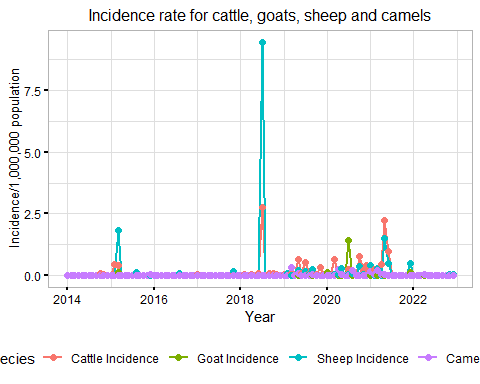 Incidence rate for cattle, goats, sheep and camels
Incidence/1,000,000 population
7.5
5.0
2.5
0.0
2014 2016 2018 2020 2022
Year
ecies Cattle Incidence Goat Incidence Sheep Incidence Came